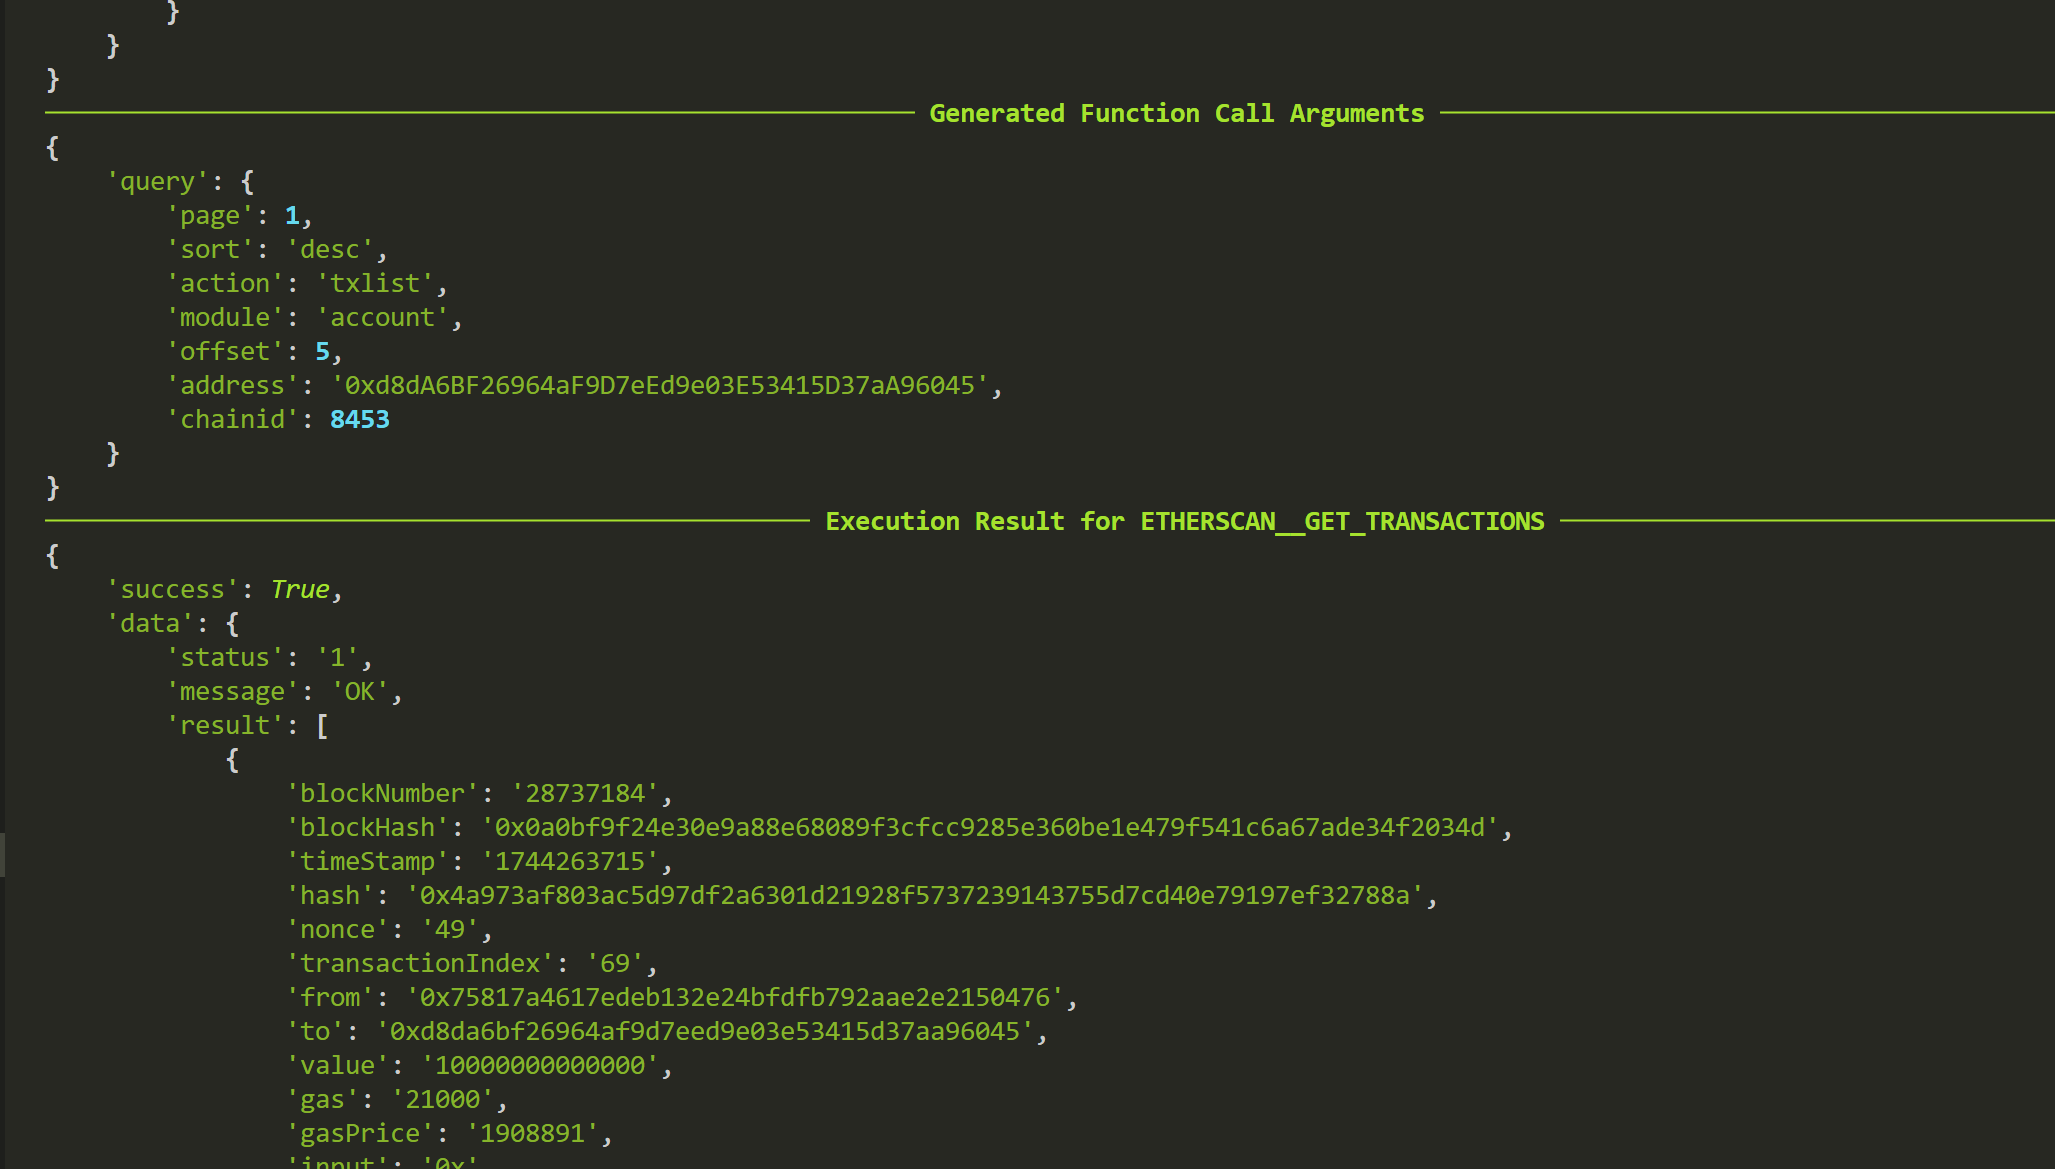 }
    }
}
Generated Function Call Arguments
{
    'query': {
        'page': 1,
        'sort': 'desc',
        'action': 'txlist',
        'module': 'account',
        'offset': 5,
        'address': '0xd8dA6BF26964aF9D7eEd9e03E53415D37aA96045',
        'chainid': 8453
    }
}
Execution Result for ETHERSCAN__GET_TRANSACTIONS
{
    'success': True,
    'data': {
        'status': '1',
        'message': 'OK',
        'result': [
            {
                'blockNumber': '28737184',
                'blockHash': '0x0a0bf9f24e30e9a88e68089f3cfcc9285e360be1e479f541c6a67ade34f2034d',
                'timeStamp': '1744263715',
                'hash': '0x4a973af803ac5d97df2a6301d21928f5737239143755d7cd40e79197ef32788a',
                'nonce': '49',
                'transactionIndex': '69',
                'from': '0x75817a4617edeb132e24bfdfb792aae2e2150476',
                'to': '0xd8da6bf26964af9d7eed9e03e53415d37aa96045',
                'value': '10000000000000',
                'gas': '21000',
                'gasPrice': '1908891',
                'input': '0x',